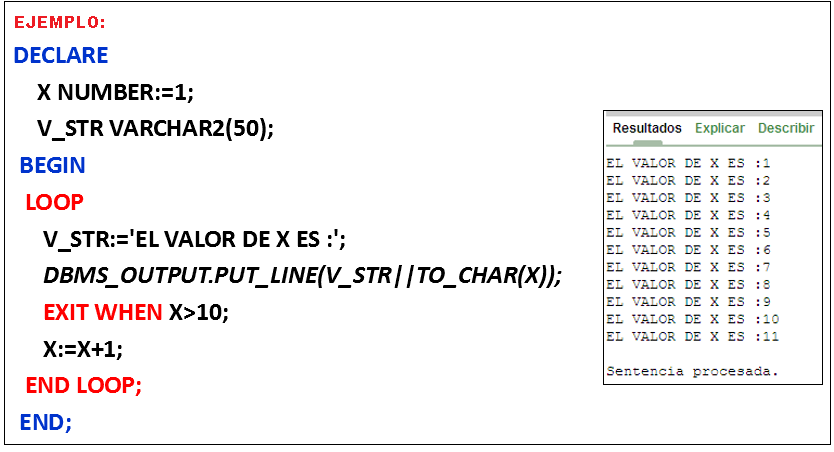 EJEMPLO:
DECLARE
X NUMBER:=1;
V_STR VARCHAR2(50);
BEGIN
LOOP
V_STR:='EL VALOR DE X ES :';
DBMS_OUTPUT.PUT_LINE(V_STR||TO_CHAR(X));
EXIT WHEN X>10;
X:=X+1;
END LOOP;
END;
Resultados Explicar Describir
EL VALOR DE X ES :1
EL VALOR DE X ES :2
EL VALOR DE X ES :3
EL VALOR DE X ES :4
EL VALOR DE X ES :5
EL VALOR DE X ES :6
EL VALOR DE X ES :7
EL VALOR DE X ES :8
EL VALOR DE X ES :9
EL VALOR DE X ES :10
EL VALOR DE X ES :11
Sentencia procesada.